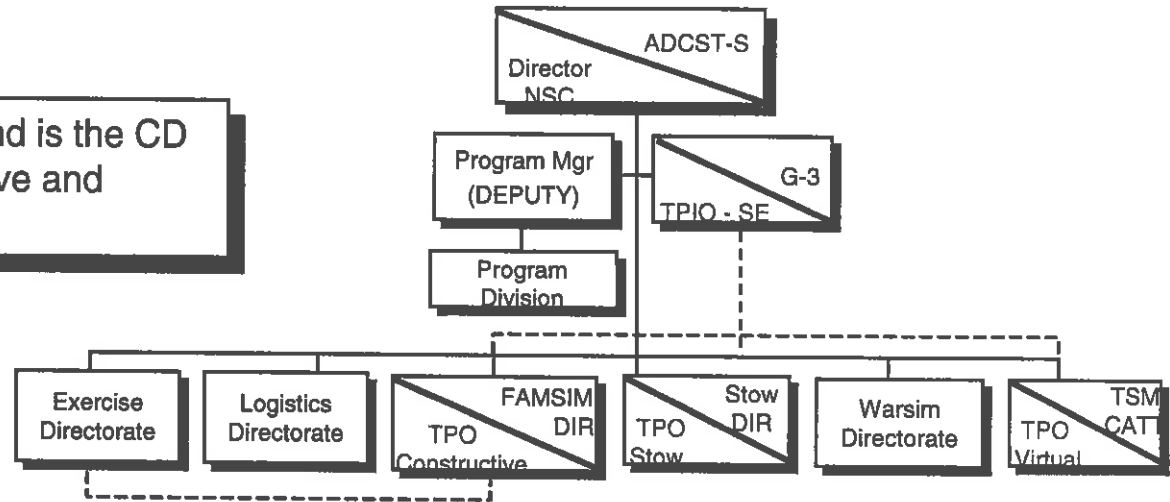 ADCST-S
Director
NSC
nd is the CD
ve and
Program Mgr
(DEPUTY)
G-3
TPIO - SE
Program
Division
Exercise
Directorate
Logistics
Directorate
FAMSIM
DIR
TPO
Constructive
Stow
DIR
TPO
Stow
Warsim
Directorate
TSM
CATT
TPO
Virtual